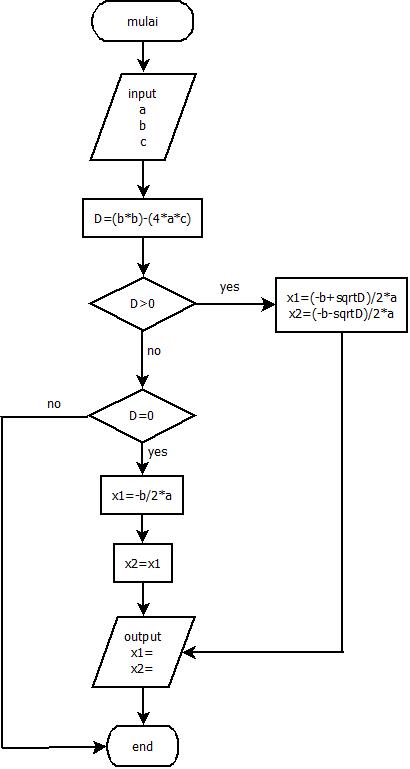 mulai
input
a
b
c
D=(b*b)-(4*a*c)
D>0
yes
x1=(-b+sqrtD)/2*a
x2=(-b-sqrtD)/2*a
no
D=0
no
yes
x1=-b/2*a
x2=x1
output
x1=
x2=
end